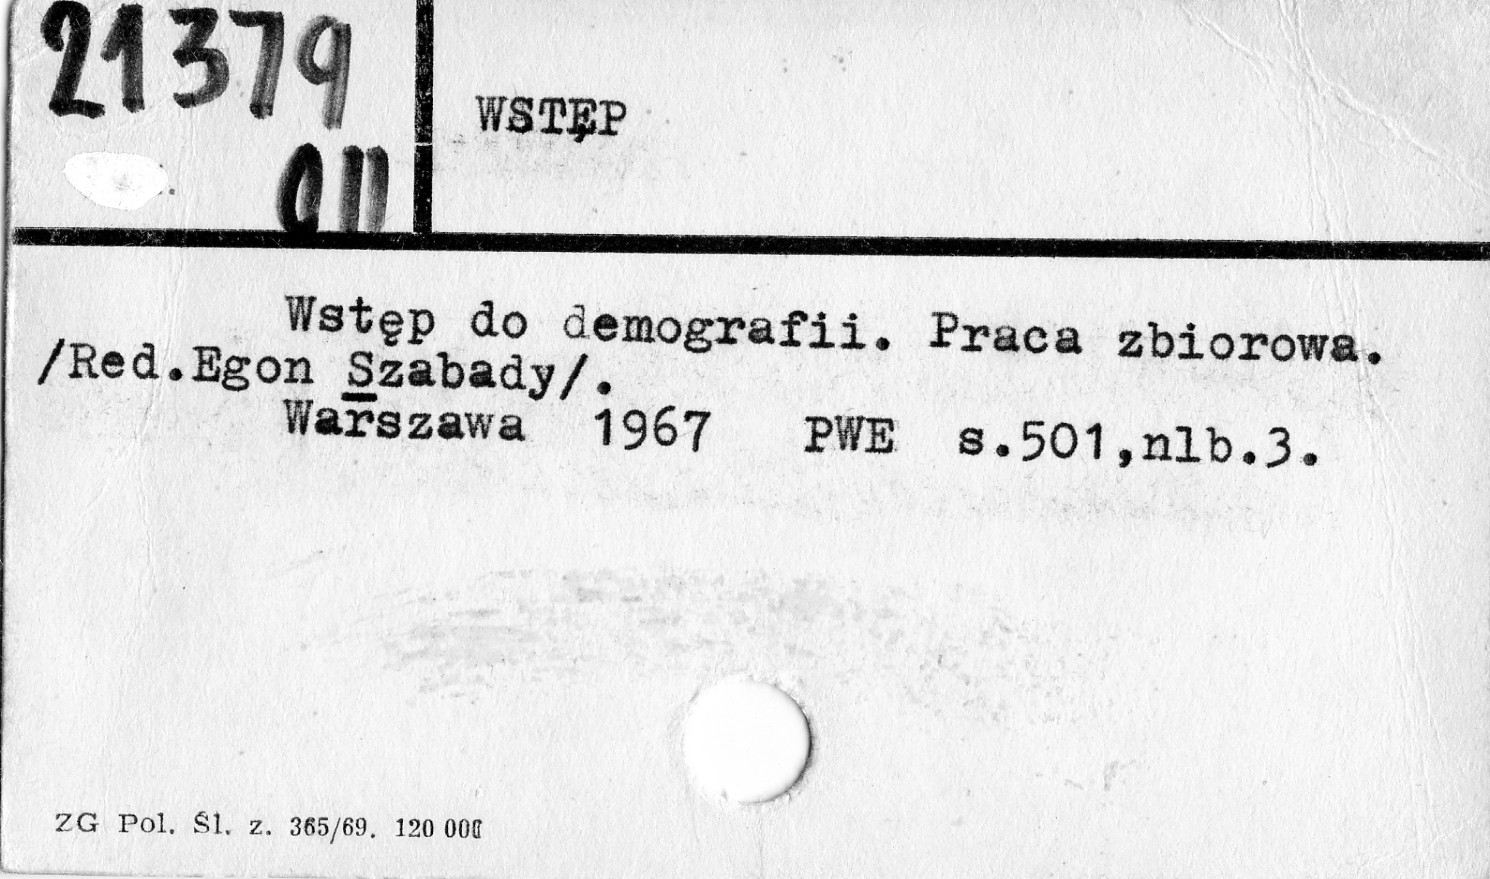 21379
011
WSTĘP
Wstęp do demografii. Praca zbiorowa.
/Red.Egon Szabady/.
Warszawa 1967 PWE s.501,nlb.3.
ZG Pol. Śl. z. 365/69. 120 000